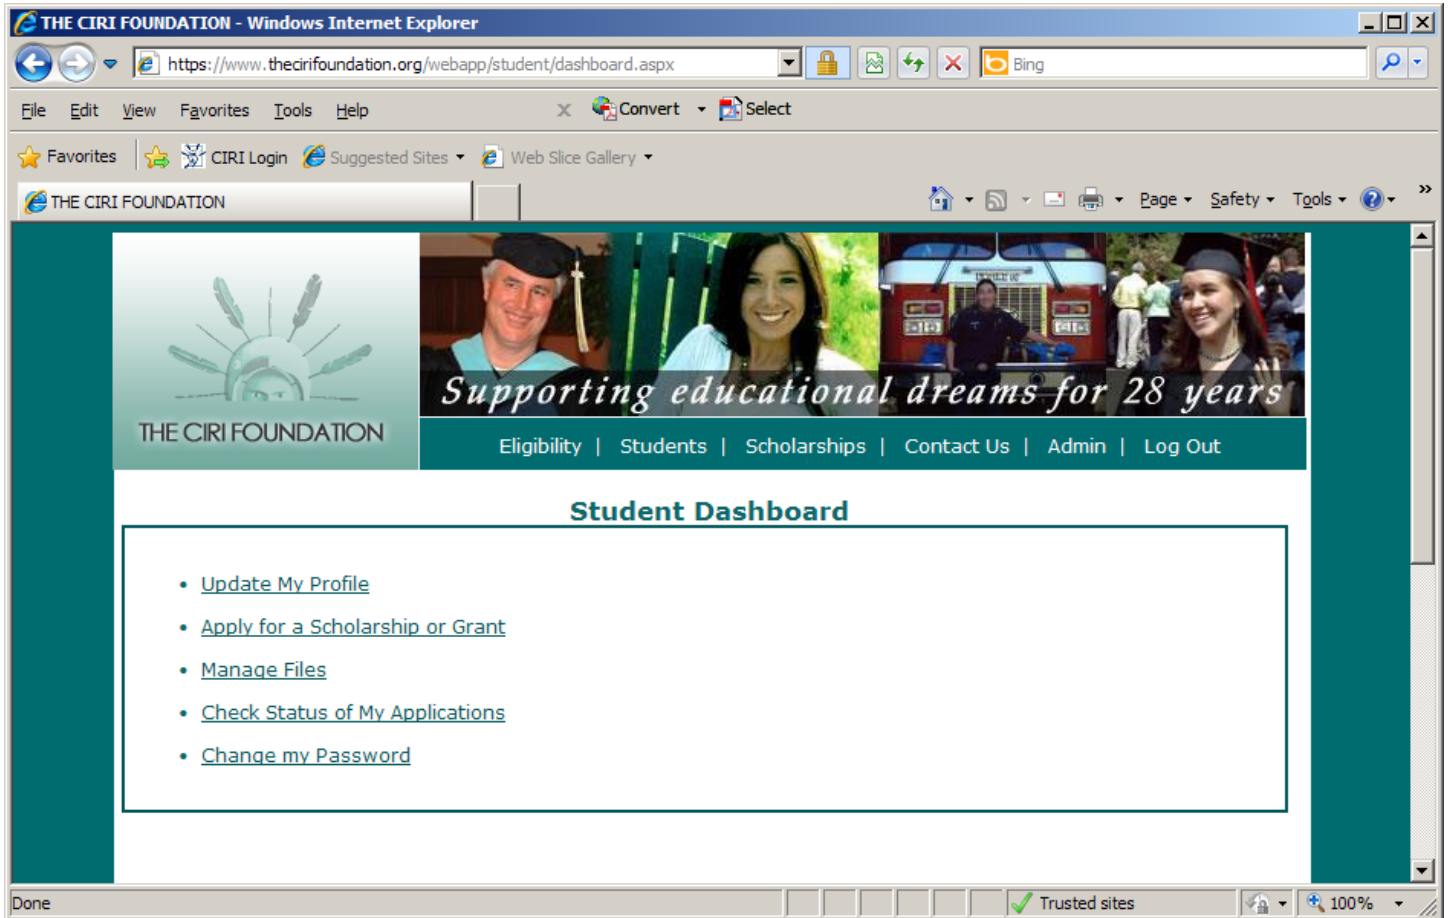 THE CIRI FOUNDATION - Windows Internet Explorer
https://www.thecirifoundation.org/webapp/student/dashboard.aspx
Bing
File Edit View Favorites Tools Help x Convert Select
Favorites CIRI Login Suggested Sites Web Slice Gallery
THE CIRI FOUNDATION
Page Safety Tools »
Supporting educational dreams for 28 years
THE CIRI FOUNDATION
Eligibility | Students | Scholarships | Contact Us | Admin | Log Out
Student Dashboard
• Update My Profile
• Apply for a Scholarship or Grant
• Manage Files
• Check Status of My Applications
• Change my Password
Done Trusted sites 100%